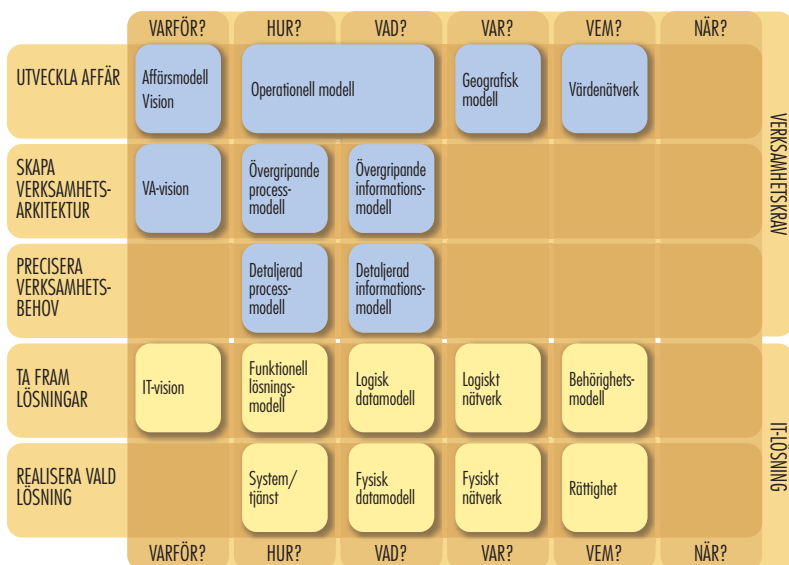 VARFÖR? HUR? VAD? VAR? VEM? NÄR?
UTVECKLA AFFÄR
Affärsmodell
Vision
Operationell modell
Geografisk
modell
Värdenätverk
SKAPA
VERKSAMHETS-
ARKITEKTUR
VA-vision
Övergripande
process-
modell
Övergripande
informations-
modell
PRECISERA
VERKSAMHETS-
BEHOV
Detaljerad
process-
modell
Detaljerad
informations-
modell
VERKSAMHETSKRAV
TA FRAM
LÖSNINGAR
IT-vision
Funktionell
lösnings-
modell
Logisk
datamodell
Logiskt
nätverk
Behörighets-
modell
REALISERA VALD
LÖSNING
System/
tjänst
Fysisk
datamodell
Fysiskt
nätverk
Rättighet
IT-LÖSNING
VARFÖR? HUR? VAD? VAR? VEM? NÄR?